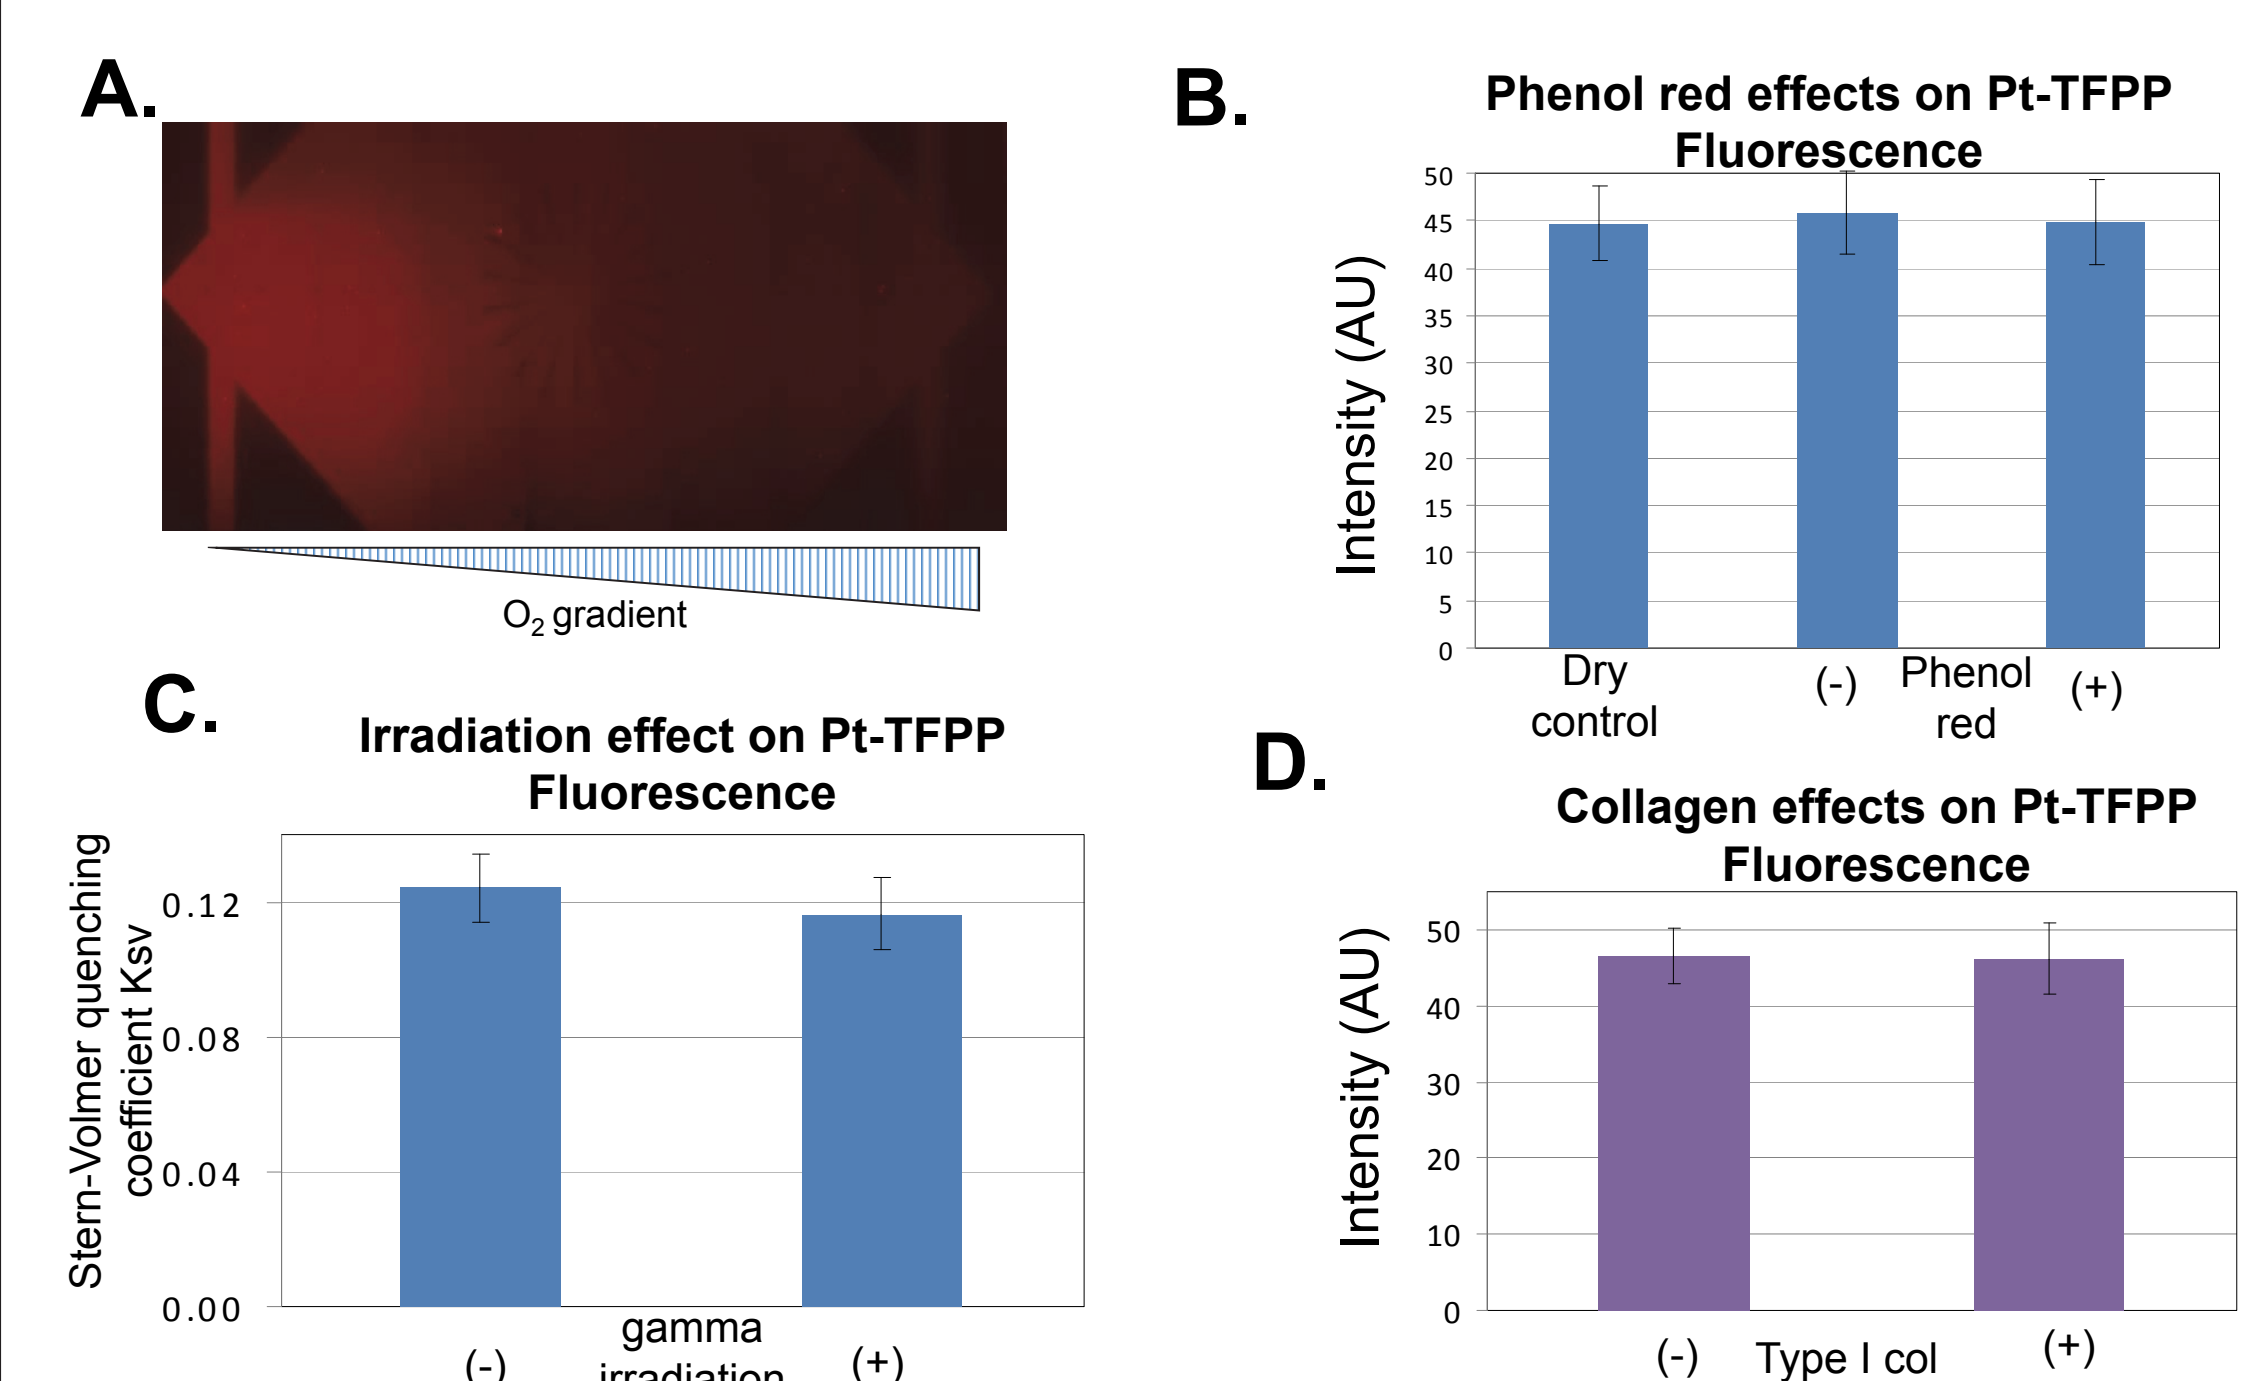 A.
O₂ gradient
B.
Phenol red effects on Pt-TFPP
Fluorescence
Intensity (AU)
50
45
40
35
30
25
20
15
10
5
0
Dry
control
(-)
Phenol
red
(+)
C.
Irradiation effect on Pt-TFPP
Fluorescence
Stern-Volmer quenching
coefficient Ksv
0.12
0.08
0.04
0.00
(-)
gamma
irradiation
(+)
D.
Collagen effects on Pt-TFPP
Fluorescence
Intensity (AU)
50
40
30
20
10
0
(-)
Type I col
(+)